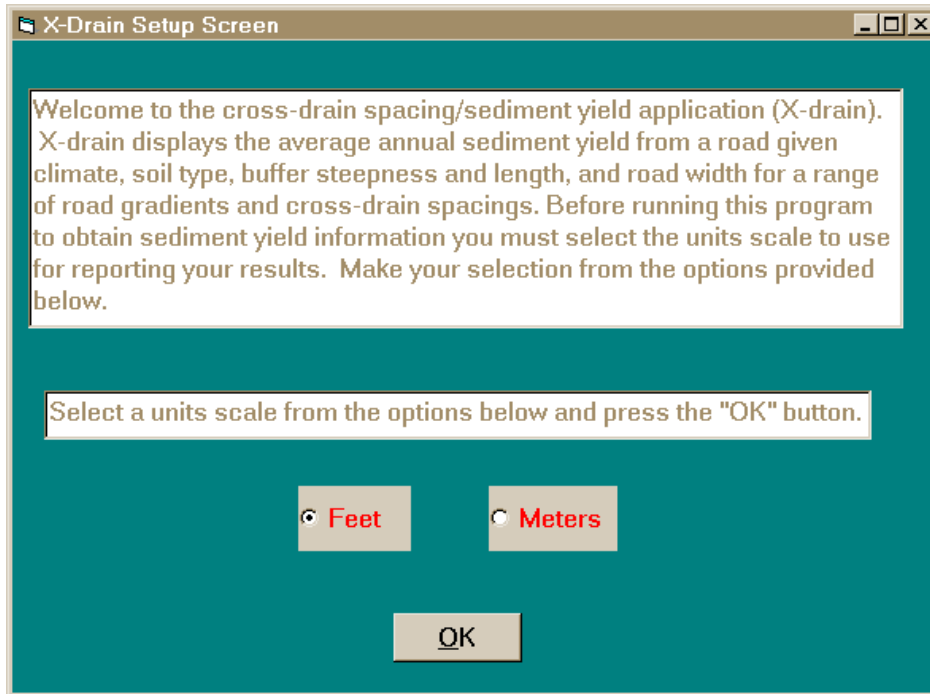 X-Drain Setup Screen
Welcome to the cross-drain spacing/sediment yield application (X-drain).
X-drain displays the average annual sediment yield from a road given
climate, soil type, buffer steepness and length, and road width for a range
of road gradients and cross-drain spacings. Before running this program
to obtain sediment yield information you must select the units scale to use
for reporting your results.  Make your selection from the options provided
below.
Select a units scale from the options below and press the "OK" button.
Feet
Meters
OK